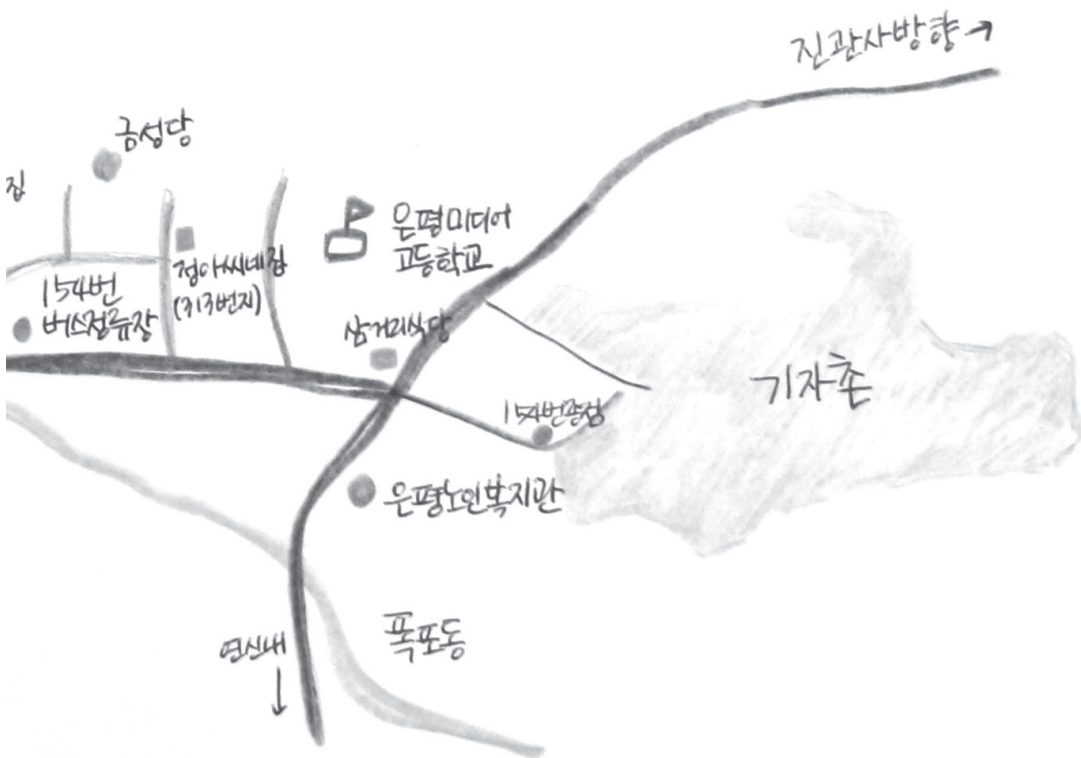 진관사방향→
금성당
집
은평미디어
고등학교
정아씨네집
(313번지)
154번
버스정류장
삼거리식당
기자촌
154번종점
은평노인복지관
연신내
↓
폭포동